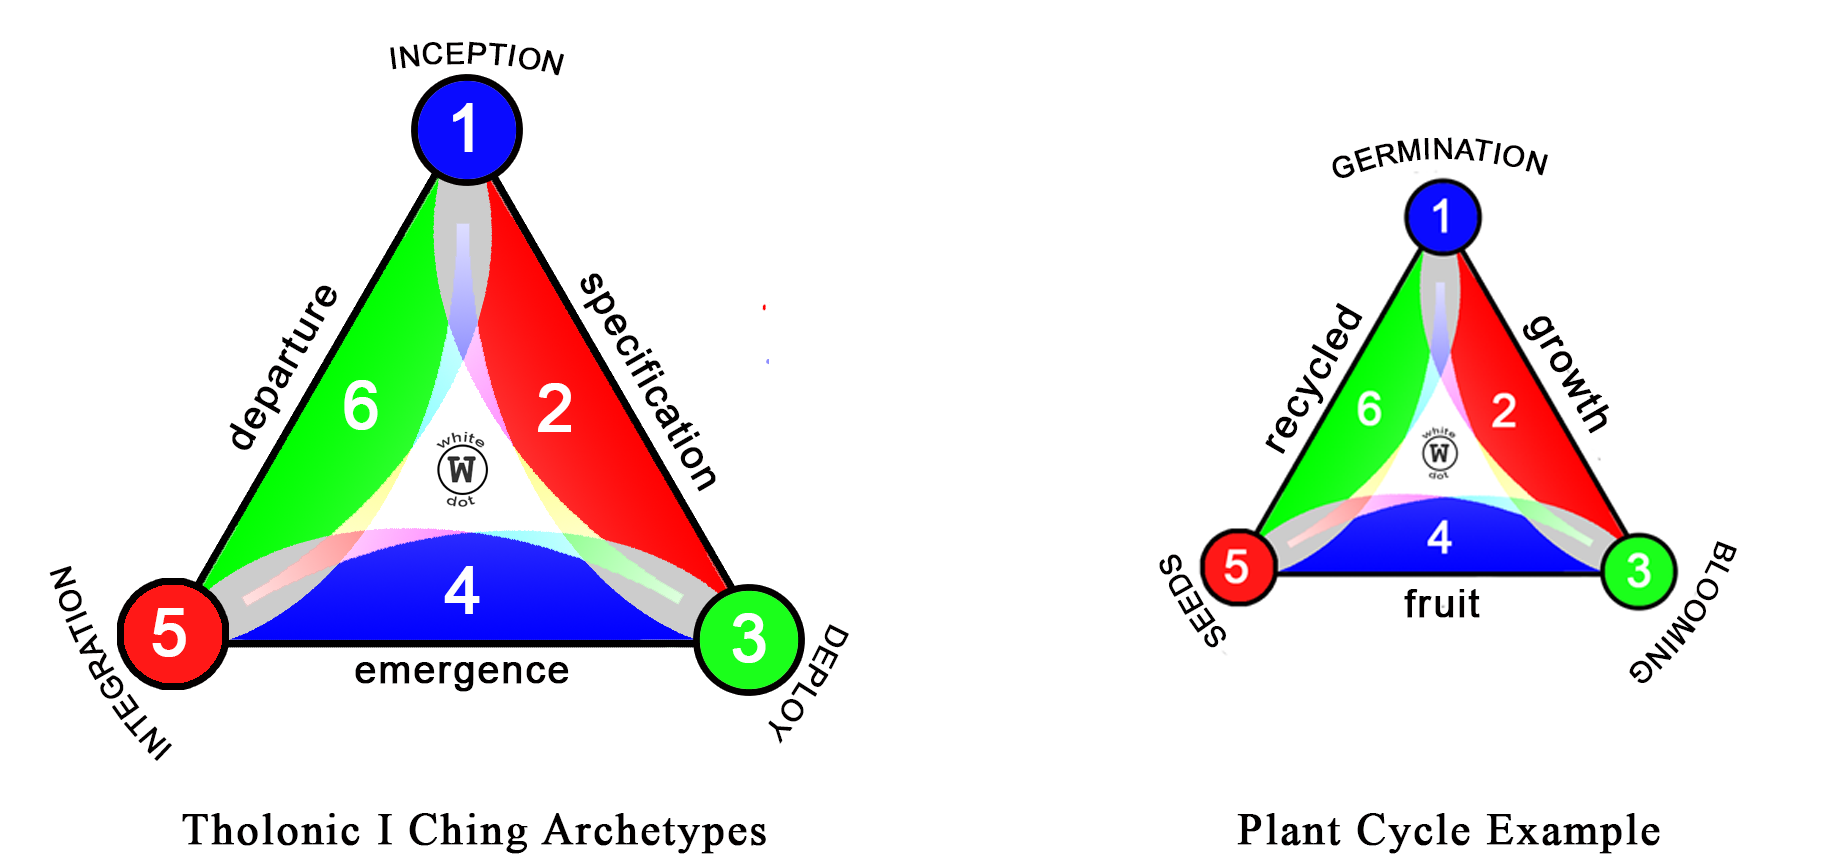 INCEPTION
1
departure
specification
6
2
white
W
dot
4
5
3
emergence
INTEGRATION
DEPLOY
Tholonic I Ching Archetypes
GERMINATION
1
recycled
growth
6
2
white
W
dot
4
5
3
fruit
SEEDS
BLOOMING
Plant Cycle Example